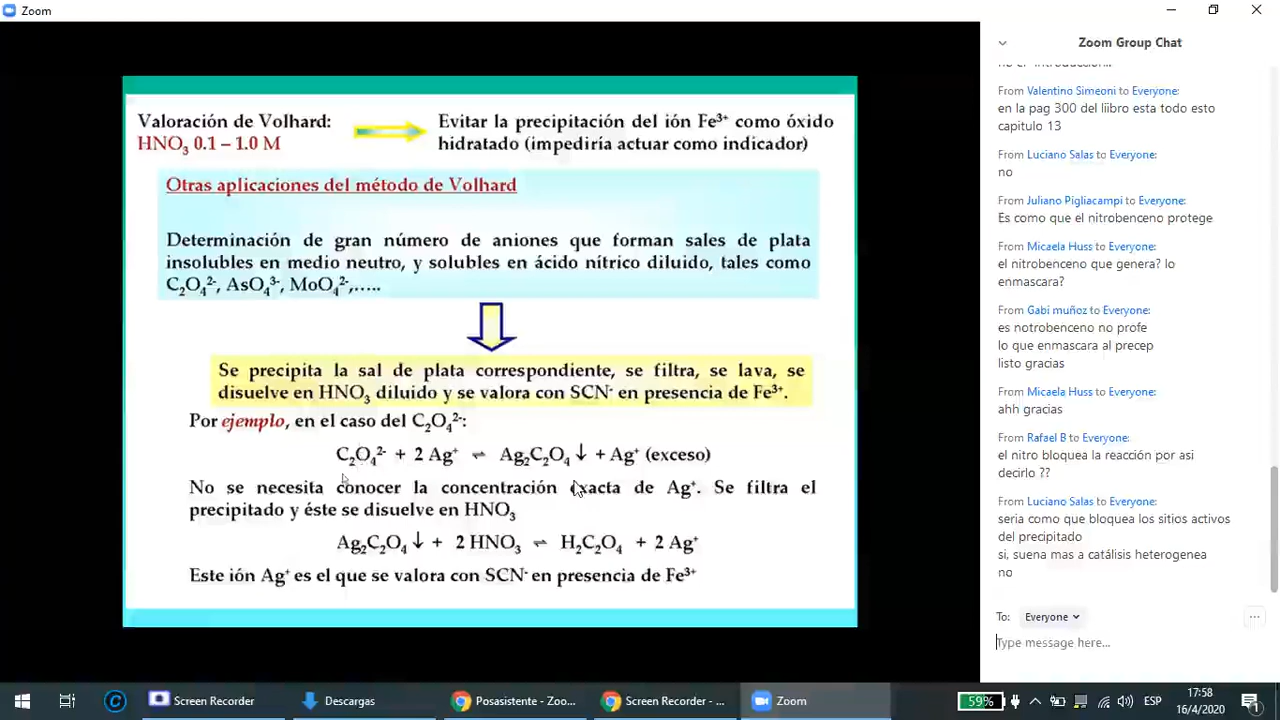 Zoom
Valoración de Volhard:
HNO3 0.1 – 1.0 M
Evitar la precipitación del ión Fe3+ como óxido
hidratado (impediría actuar como indicador)
Otras aplicaciones del método de Volhard
Determinación de gran número de aniones que forman sales de plata
insolubles en medio neutro, y solubles en ácido nítrico diluido, tales como
C2O4^2-, AsO4^3-, MoO4^2-,.....
Se precipita la sal de plata correspondiente, se filtra, se lava, se
disuelve en HNO3 diluido y se valora con SCN- en presencia de Fe3+.
Por ejemplo, en el caso del C2O4^2-:
C2O4^2- + 2 Ag+ ⇌ Ag2C2O4 ↓ + Ag+ (exceso)
No se necesita conocer la concentración exacta de Ag+. Se filtra el
precipitado y éste se disuelve en HNO3
Ag2C2O4 ↓ + 2 HNO3 ⇌ H2C2O4 + 2 Ag+
Este ión Ag+ es el que se valora con SCN- en presencia de Fe3+
Zoom Group Chat
From Valentino Simeoni to Everyone:
en la pag 300 del liibro esta todo esto
capitulo 13
From Luciano Salas to Everyone:
no
From Juliano Pigliacampi to Everyone:
Es como que el nitrobenceno protege
From Micaela Huss to Everyone:
el nitrobenceno que genera? lo
enmascara?
From Gabi muñoz to Everyone:
es notrobenceno no profe
lo que enmascara al precep
listo gracias
From Micaela Huss to Everyone:
ahh gracias
From Rafael B to Everyone:
el nitro bloquea la reacción por asi
decirlo ??
From Luciano Salas to Everyone:
seria como que bloquea los sitios activos
del precipitado
si, suena mas a catálisis heterogenea
no
To: Everyone
Type message here...
Screen Recorder
Descargas
Posasistente - Zoo...
Screen Recorder - ...
Zoom
59%
ESP
17:58
16/4/2020
1